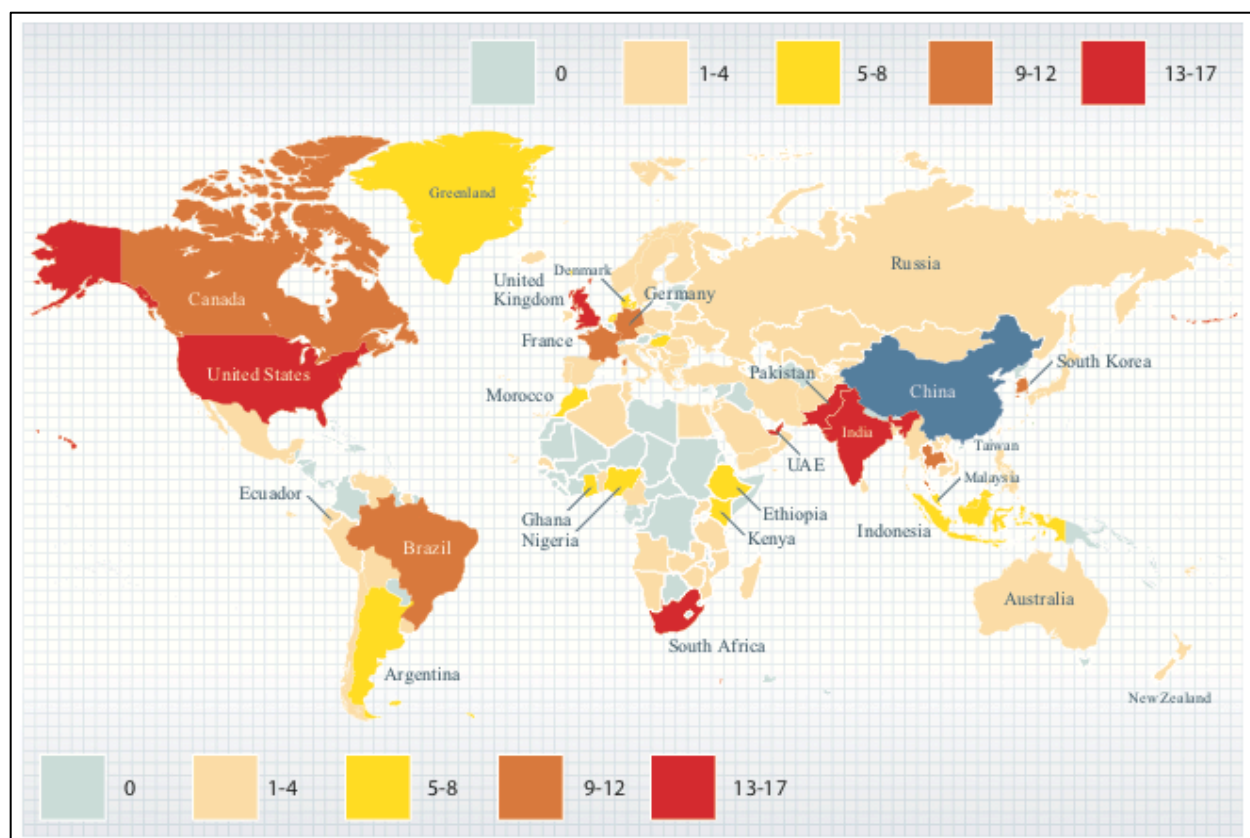 0 1-4 5-8 9-12 13-17
Greenland
Russia
Denmark
United
Kingdom
Germany
Canada
France
South Korea
Pakistan
United States
China
Morocco
India
Taiwan
UAE
Malaysia
Ecuador
Ghana
Ethiopia
Nigeria
Kenya
Indonesia
Brazil
Australia
South Africa
Argentina
New Zealand
0 1-4 5-8 9-12 13-17